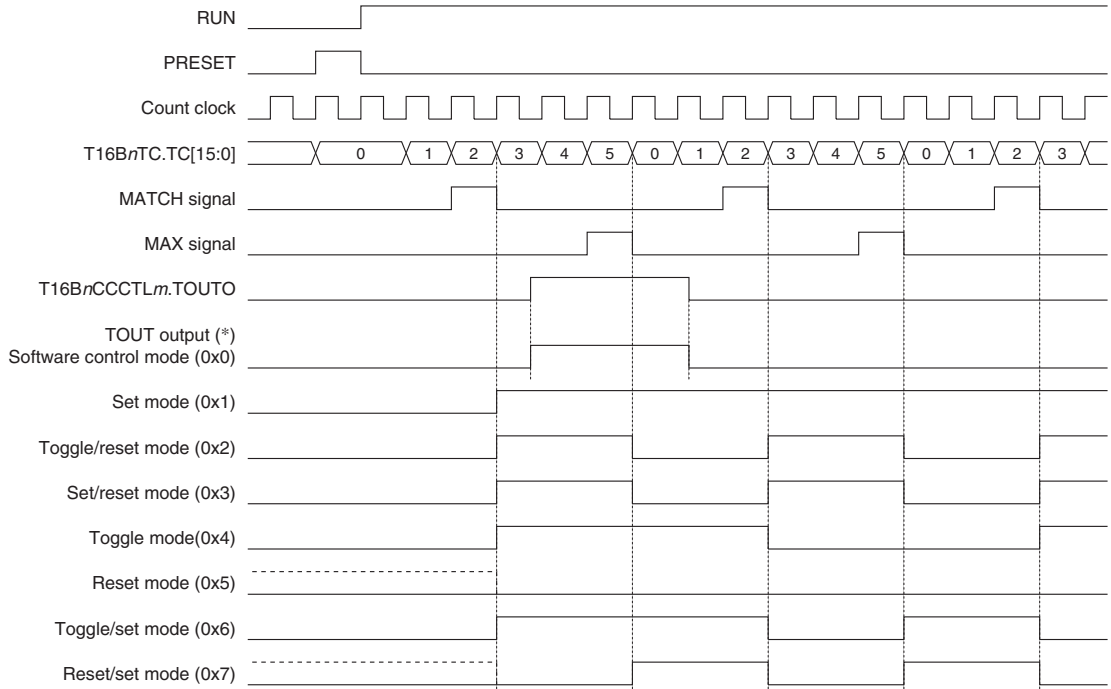 RUN
PRESET
Count clock
T16BnTC.TC[15:0] 0 1 2 3 4 5 0 1 2 3 4 5 0 1 2 3
MATCH signal
MAX signal
T16BnCCCTLm.TOUTO
TOUT output (*)
Software control mode (0x0)
Set mode (0x1)
Toggle/reset mode (0x2)
Set/reset mode (0x3)
Toggle mode(0x4)
Reset mode (0x5)
Toggle/set mode (0x6)
Reset/set mode (0x7)